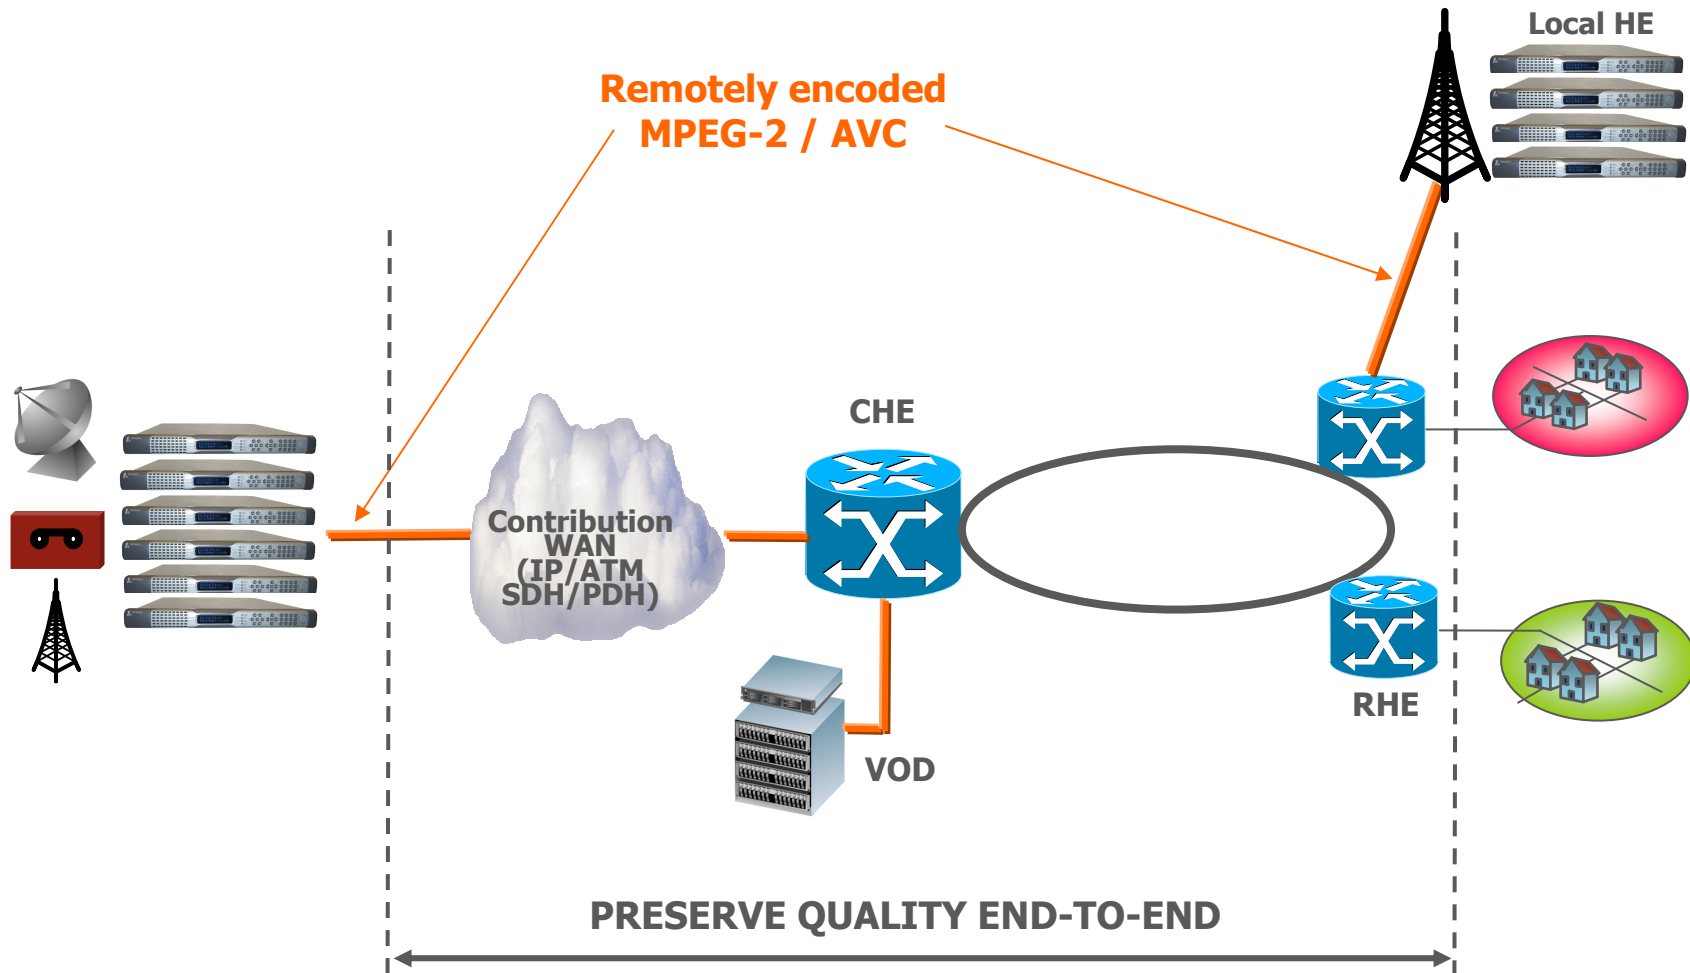 Local HE
Remotely encoded
MPEG-2 / AVC
CHE
Contribution
WAN
(IP/ATM
SDH/PDH)
RHE
VOD
PRESERVE QUALITY END-TO-END